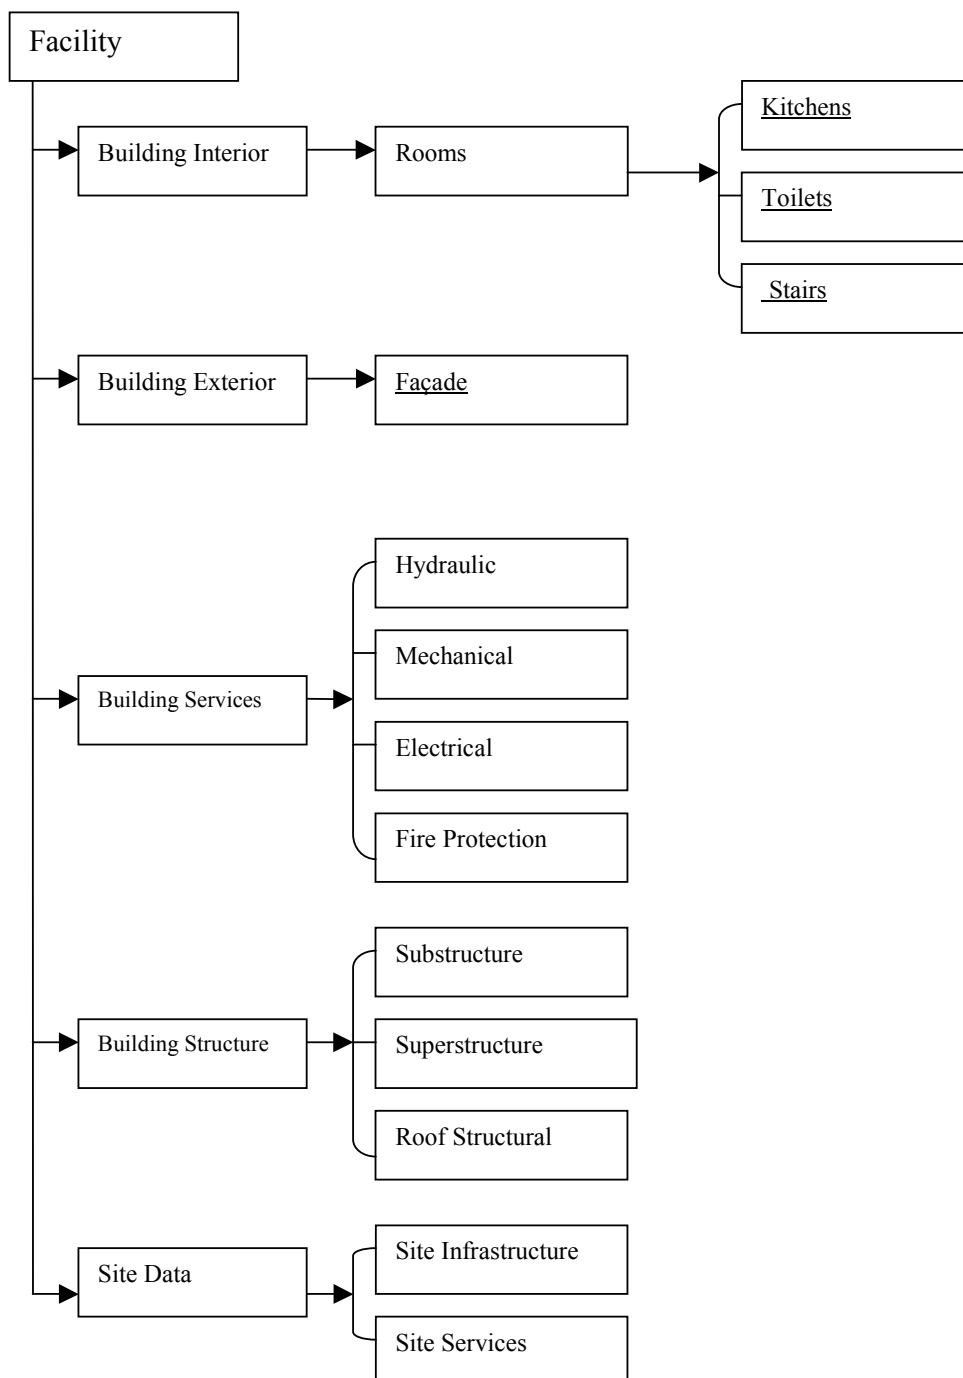 Facility
Building Interior
Rooms
Kitchens
Toilets
Stairs
Building Exterior
Façade
Building Services
Hydraulic
Mechanical
Electrical
Fire Protection
Building Structure
Substructure
Superstructure
Roof Structural
Site Data
Site Infrastructure
Site Services